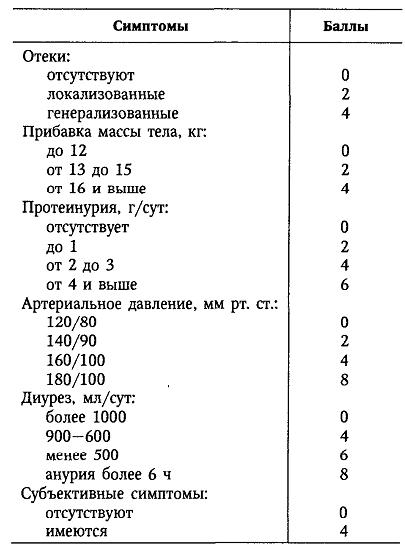 Симптомы Баллы
Отеки:
отсутствуют 0
локализованные 2
генерализованные 4
Прибавка массы тела, кг:
до 12 0
от 13 до 15 2
от 16 и выше 4
Протеинурия, г/сут:
отсутствует 0
до 1 2
от 2 до 3 4
от 4 и выше 6
Артериальное давление, мм рт. ст.:
120/80 0
140/90 2
160/100 4
180/100 8
Диурез, мл/сут:
более 1000 0
900—600 4
менее 500 6
анурия более 6 ч 8
Субъективные симптомы:
отсутствуют 0
имеются 4